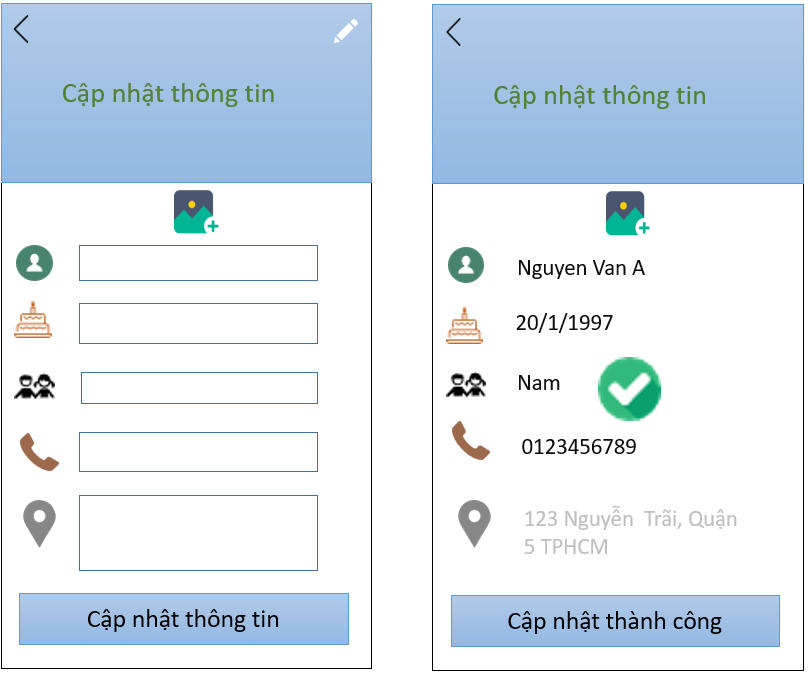 Cập nhật thông tin
Cập nhật thông tin
Cập nhật thông tin
Nguyen Van A
20/1/1997
Nam
0123456789
123 Nguyễn Trãi, Quận
5 TPHCM
Cập nhật thành công